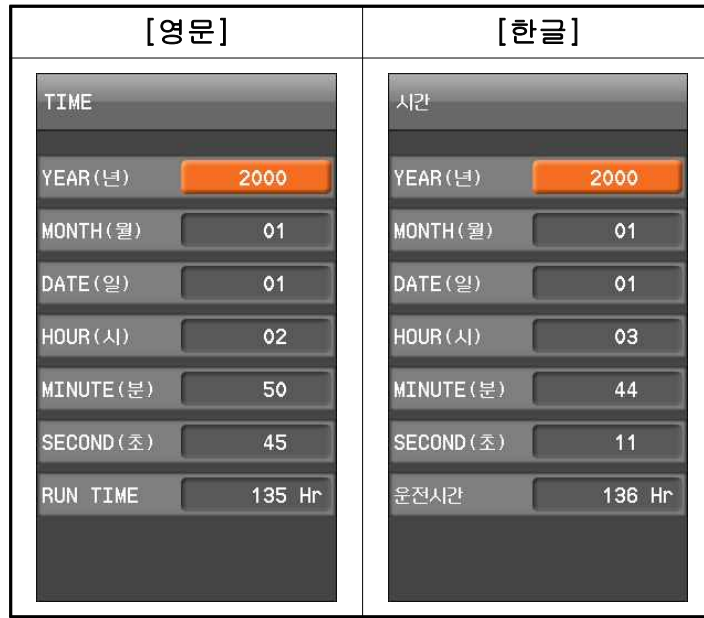 [영문]
[한글]
TIME
YEAR(년) 2000
MONTH(월) 01
DATE(일) 01
HOUR(시) 02
MINUTE(분) 50
SECOND(초) 45
RUN TIME 135 Hr
시간
YEAR(년) 2000
MONTH(월) 01
DATE(일) 01
HOUR(시) 03
MINUTE(분) 44
SECOND(초) 11
운전시간 136 Hr